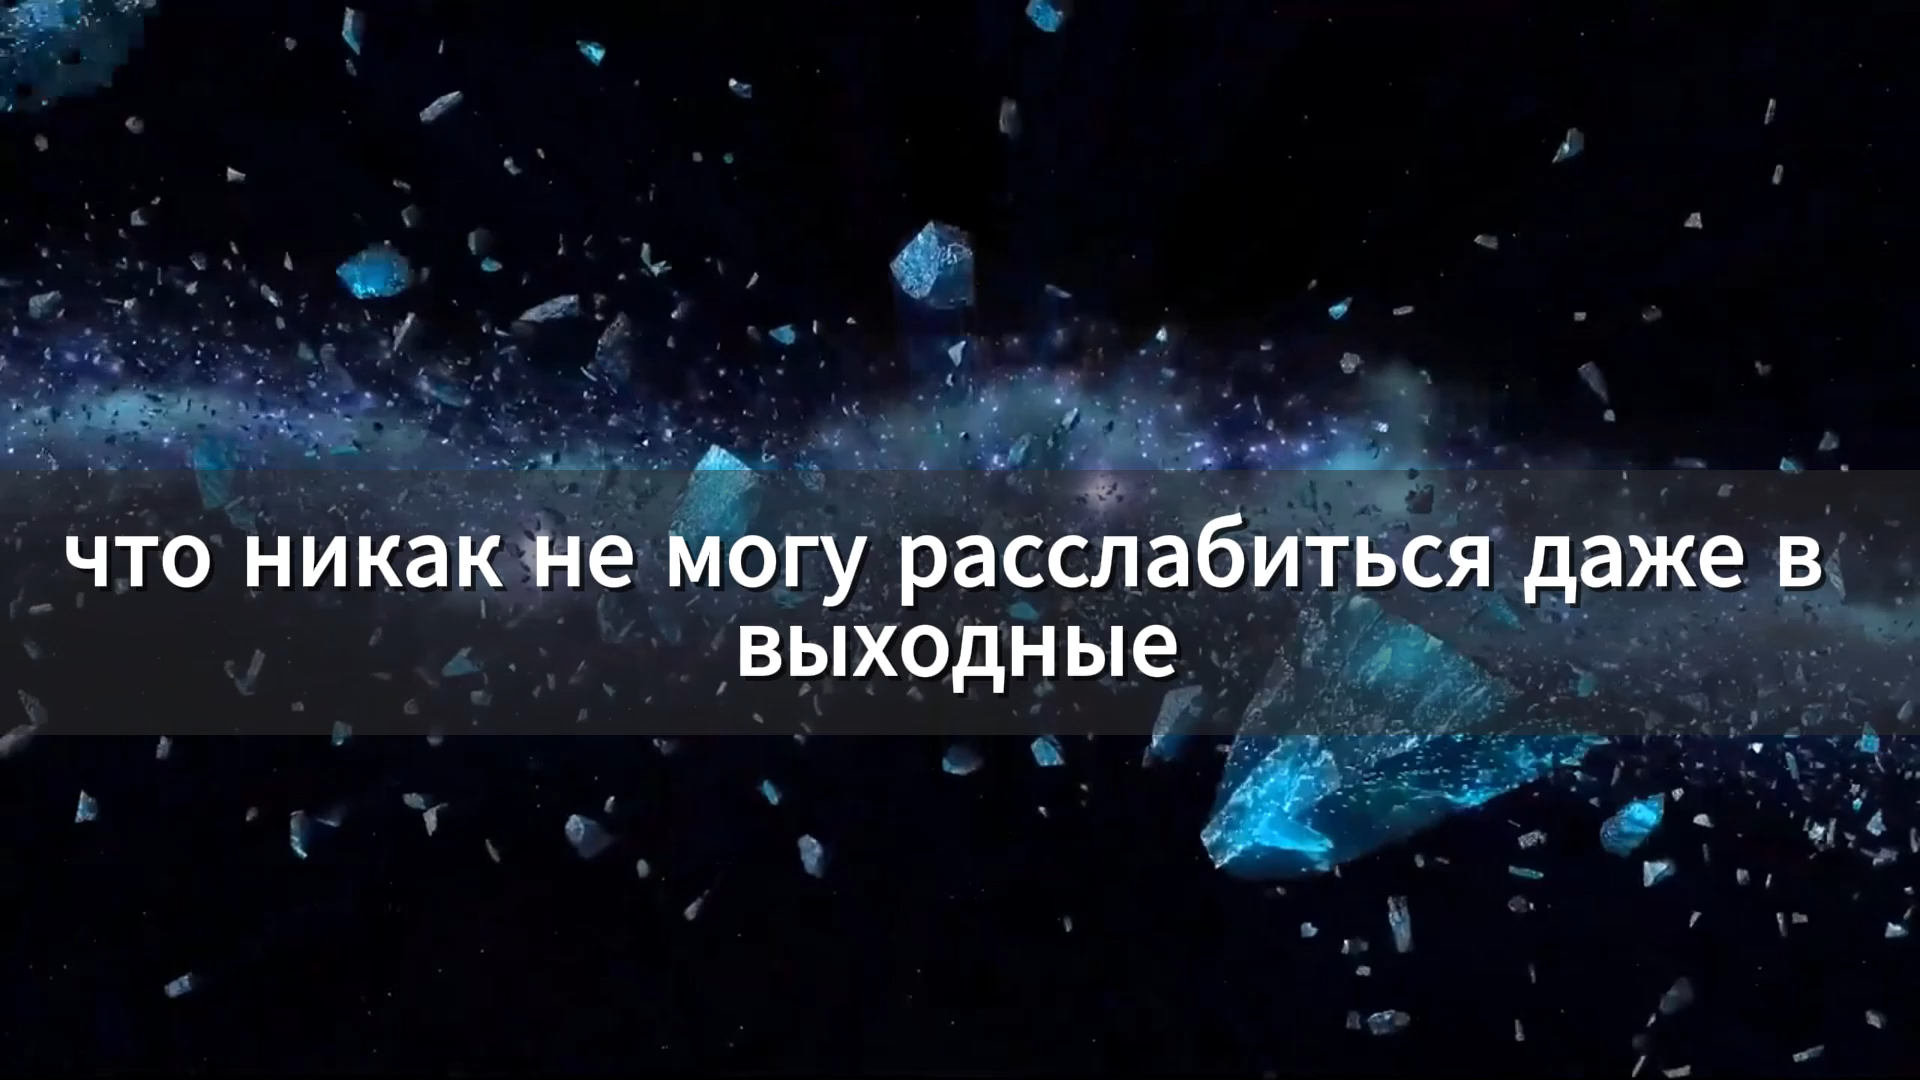 что никак не могу расслабиться даже в
выходные